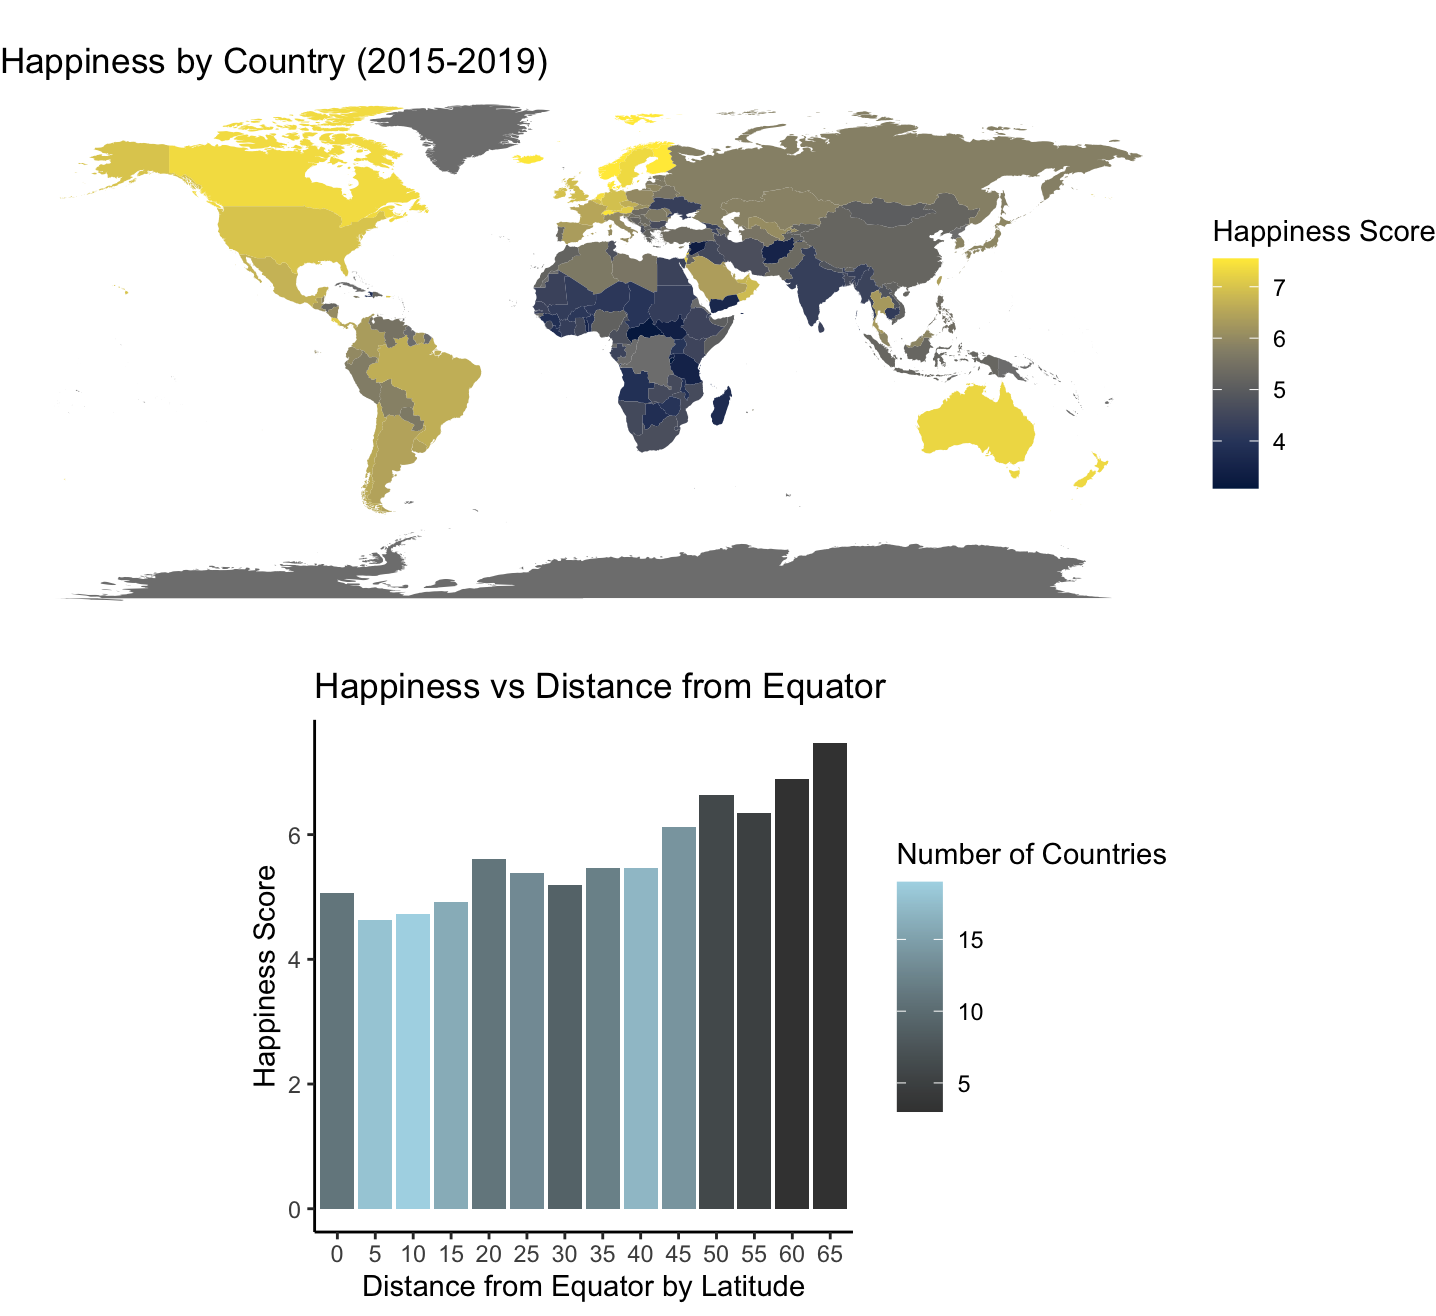 Happiness by Country (2015-2019)
Happiness Score
7
6
5
4
Happiness vs Distance from Equator
Happiness Score
6
4
2
0
0 5 10 15 20 25 30 35 40 45 50 55 60 65
Distance from Equator by Latitude
Number of Countries
15
10
5